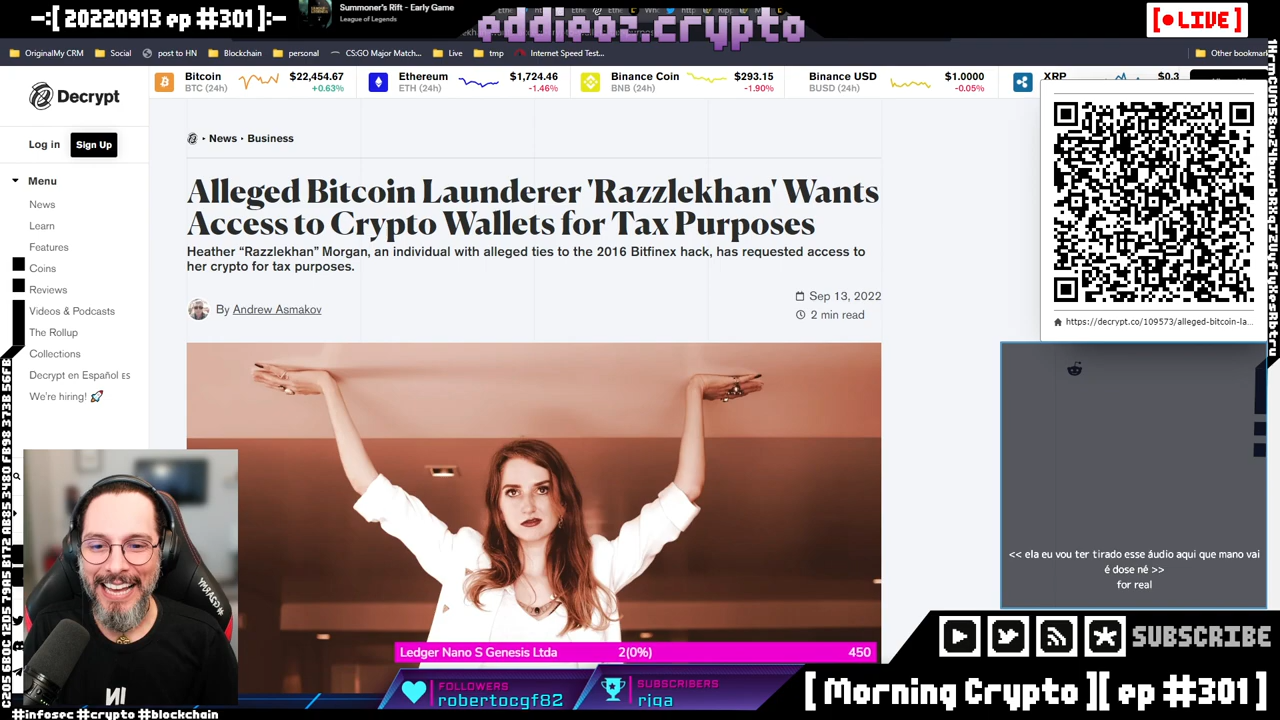 -:[ 20220913 ep #301 ]:-
Summoner's Rift - Early Game
League of Legends
eddieoz.crypto
[ • LIVE ]
OriginalMy CRM
Social
post to HN
Blockchain
personal
CS:GO Major Match...
Live
tmp
Internet Speed Test...
Other bookmar
Decrypt
Bitcoin $22,454.67
BTC (24h) +0.63%
Ethereum $1,724.46
ETH (24h) -1.46%
Binance Coin $293.15
BNB (24h) -1.90%
Binance USD $1.0000
BUSD (24h) -0.05%
XRP $0.3
Log in
Sign Up
Menu
News
Learn
Features
Coins
Reviews
Videos & Podcasts
The Rollup
Collections
Decrypt en Español ES
We're hiring! 🚀
News • Business
Alleged Bitcoin Launderer 'Razzlekhan' Wants
Access to Crypto Wallets for Tax Purposes
Heather “Razzlekhan” Morgan, an individual with alleged ties to the 2016 Bitfinex hack, has requested access to
her crypto for tax purposes.
By Andrew Asmakov
Sep 13, 2022
2 min read
https://decrypt.co/109573/alleged-bitcoin-la...
<< ela eu vou ter tirado esse áudio aqui que mano vai
é dose né >>
for real
Ledger Nano S Genesis Ltda 2(0%) 450
FOLLOWERS
robertocgf82
SUBSCRIBERS
SUBSCRIBE
[ Morning Crypto ][ ep #301 ]
#infosec #crypto #blockchain